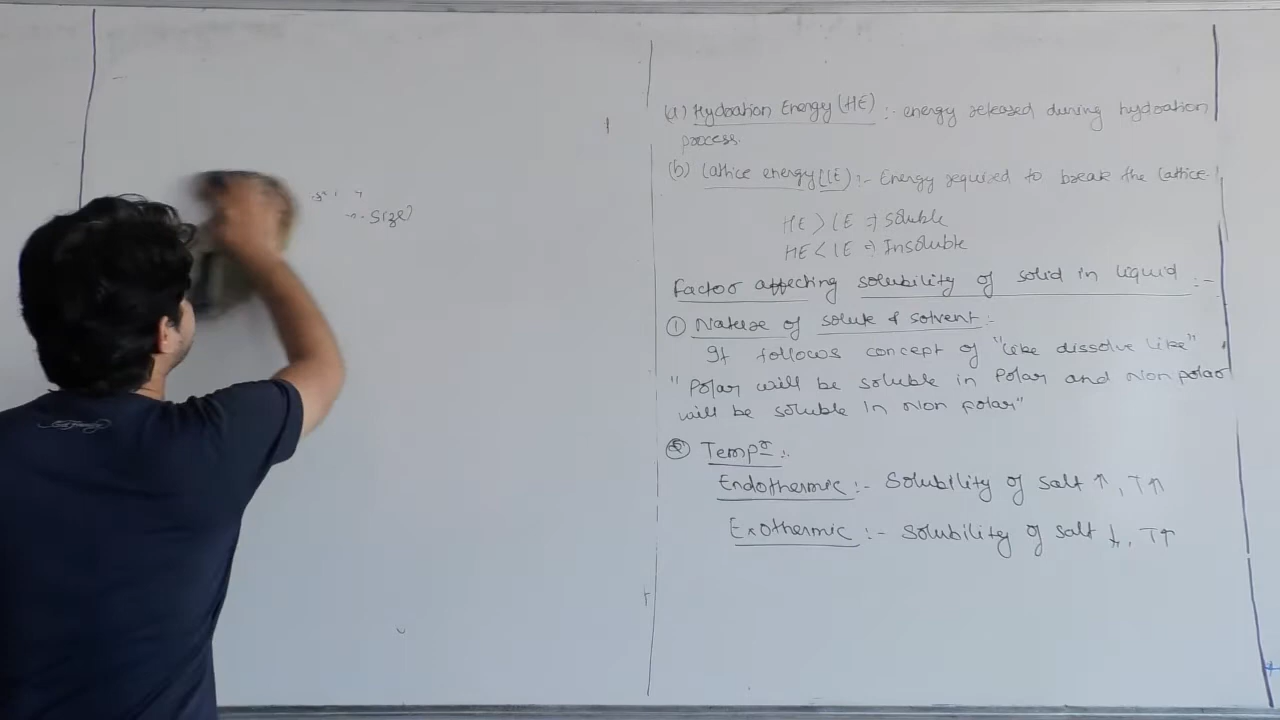 size)
(a) Hydration Energy (HE) :- energy released during hydration
process.
(b) Lattice energy (LE) :- Energy required to break the Lattice.
HE > LE ⇒ Soluble
HE < LE ⇒ Insoluble
Factor affecting solubility of solid in liquid :-
① Nature of solute & solvent :-
It follows concept of "like dissolve like"
"Polar will be soluble in Polar and Non polar
will be soluble in Non polar"
② Tempr :-
Endothermic :- Solubility of salt ↑, T↑
Exothermic :- Solubility of salt ↓, T↑